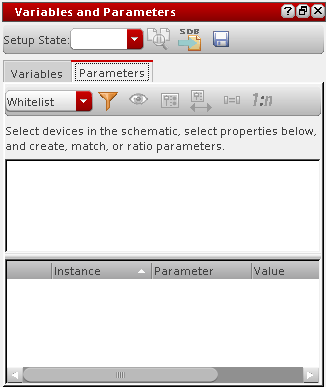 Variables and Parameters
Setup State:
SDB
Variables
Parameters
Whitelist
1:n
Select devices in the schematic, select properties below,
and create, match, or ratio parameters.
Instance
Parameter
Value